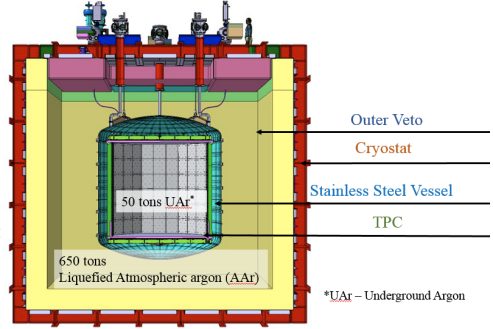 Outer Veto
Cryostat
Stainless Steel Vessel
50 tons UAr*
TPC
650 tons
Liquefied Atmospheric argon (AAr)
*UAr – Underground Argon